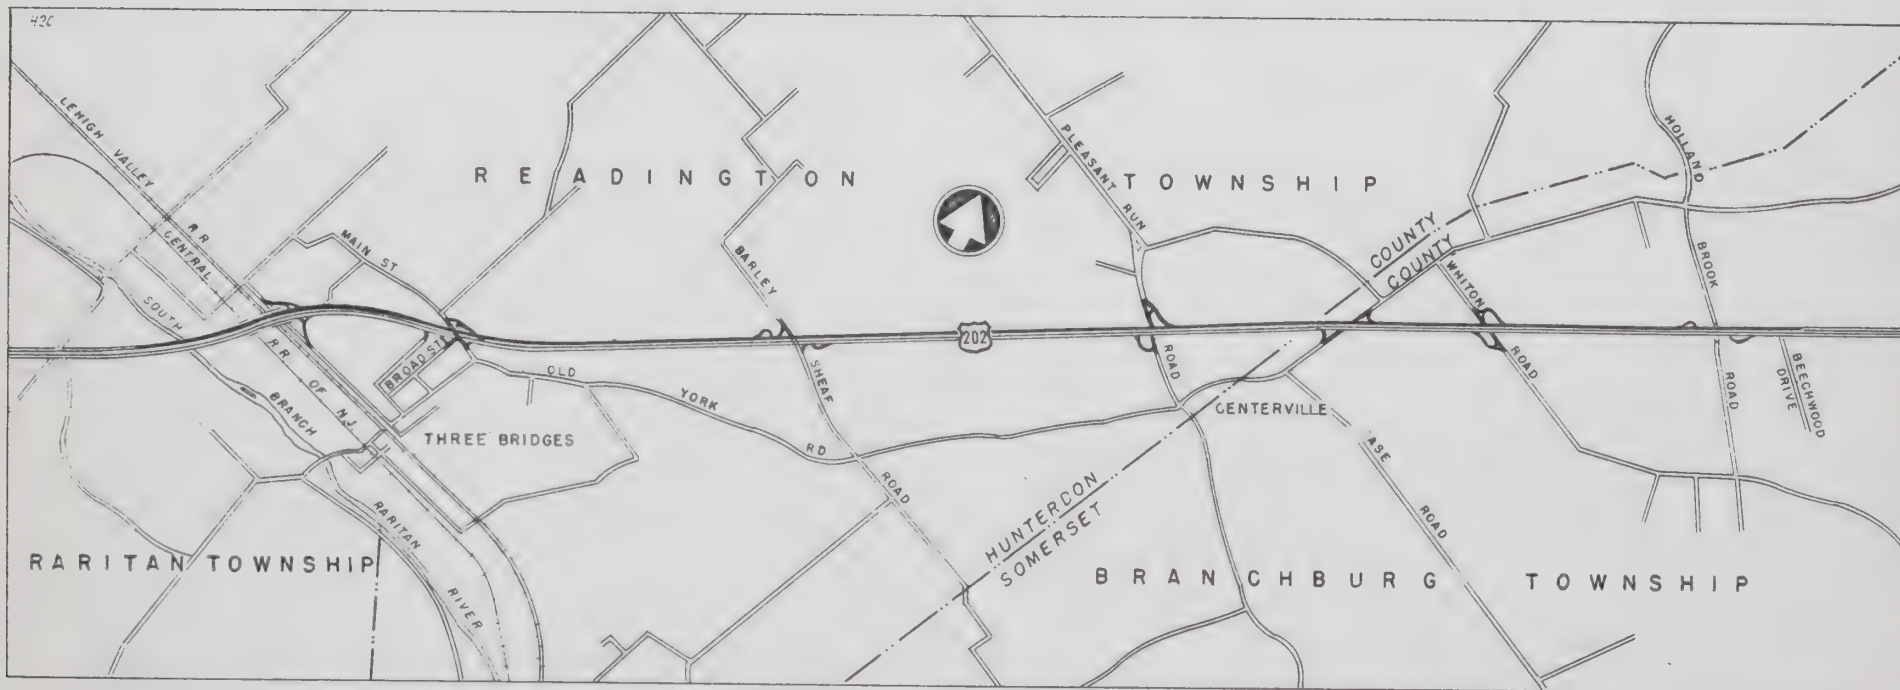 420
LEHIGH VALLEY RR
CENTRAL RR OF N.J.
SOUTH BRANCH RARITAN RIVER
MAIN ST
BROAD ST
READINGTON TOWNSHIP
BARLEY SHEAF ROAD
PLEASANT RUN ROAD
202
OLD YORK RD
THREE BRIDGES
CENTERVILLE
HUNTERDON COUNTY
SOMERSET COUNTY
WHITON ROAD
HOLLAND BROOK ROAD
BEECHWOOD DRIVE
ASE ROAD
RARITAN TOWNSHIP
BRANCHBURG TOWNSHIP